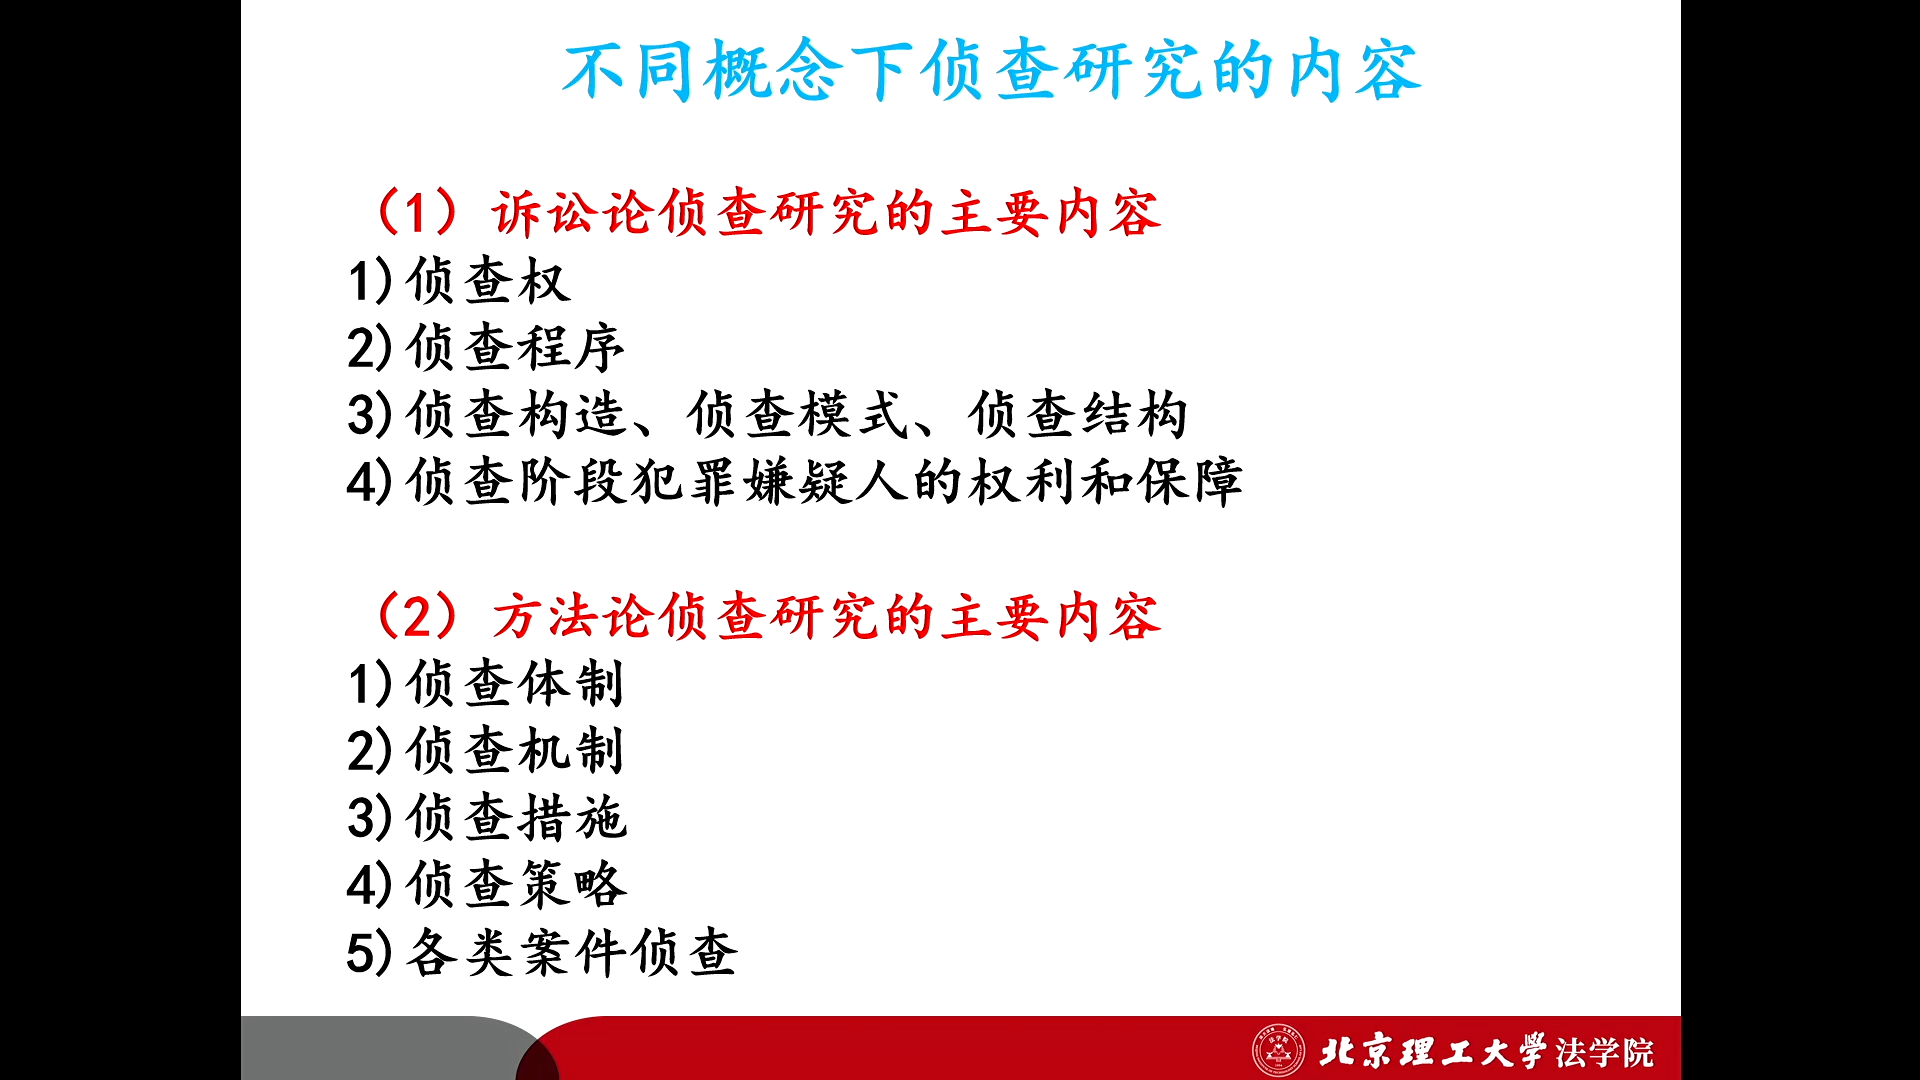 不同概念下侦查研究的内容
（1）诉讼论侦查研究的主要内容
1)侦查权
2)侦查程序
3)侦查构造、侦查模式、侦查结构
4)侦查阶段犯罪嫌疑人的权利和保障
（2）方法论侦查研究的主要内容
1)侦查体制
2)侦查机制
3)侦查措施
4)侦查策略
5)各类案件侦查
北京理工大学法学院